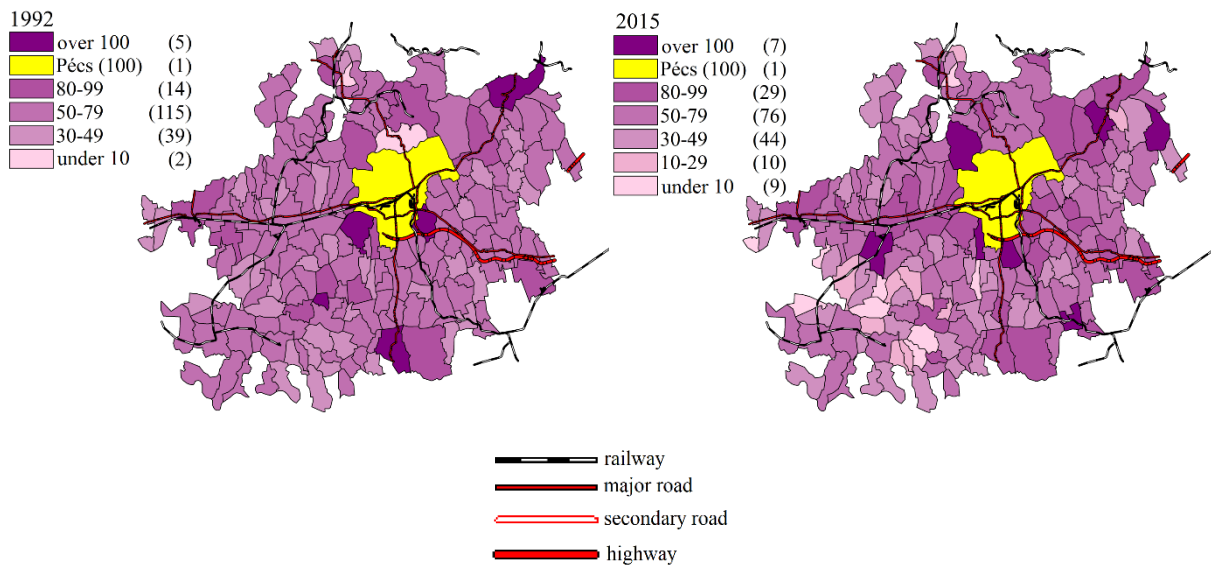 1992
over 100 (5)
Pécs (100) (1)
80-99 (14)
50-79 (115)
30-49 (39)
under 10 (2)
2015
over 100 (7)
Pécs (100) (1)
80-99 (29)
50-79 (76)
30-49 (44)
10-29 (10)
under 10 (9)
railway
major road
secondary road
highway